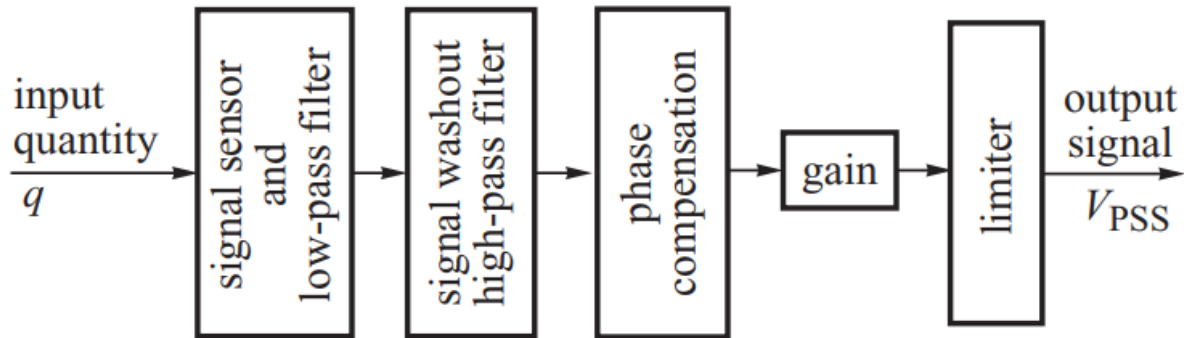 input
quantity
q
signal sensor
and
low-pass filter
signal washout
high-pass filter
phase
compensation
gain
limiter
output
signal
V_PSS